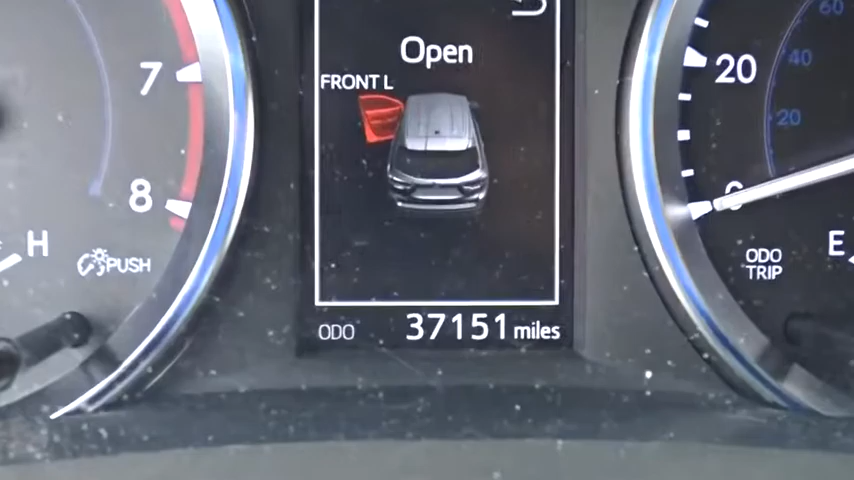 Open
FRONT L
ODO 37151 miles
7
8
H
PUSH
60
40
20
20
0
ODO
TRIP
E